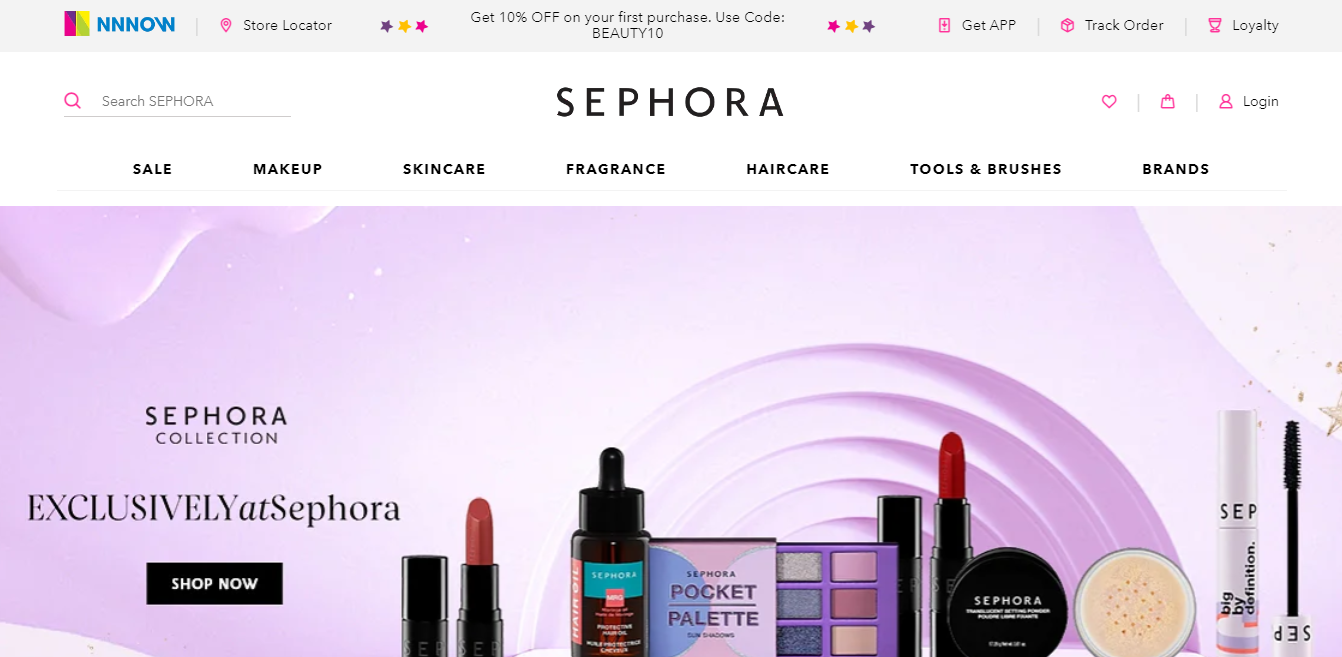 NNNOW
Store Locator
Get 10% OFF on your first purchase. Use Code:
BEAUTY10
Get APP
Track Order
Loyalty
Search SEPHORA
SEPHORA
Login
SALE
MAKEUP
SKINCARE
FRAGRANCE
HAIRCARE
TOOLS & BRUSHES
BRANDS
SEPHORA
COLLECTION
EXCLUSIVELYatSephora
SHOP NOW
HAIR OIL
SEPHORA
MRG
PROTECTIVE
HAIR OIL
HUILE PROTECTRICE
CHEVEUX
SEPHORA
POCKET
PALETTE
SEPHORA
TRANSLUCENT SETTING POWDER
POUDRE LIBRE FIXANTE
SEP
big
by
definition.
SEP